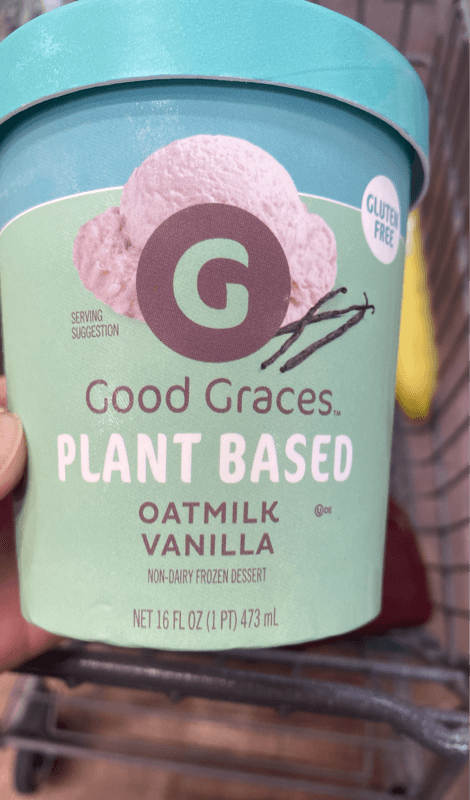 GLUTEN
FREE
G
SERVING
SUGGESTION
Good Graces™
PLANT BASED
OATMILK
VANILLA
UDE
NON-DAIRY FROZEN DESSERT
NET 16 FL OZ (1 PT) 473 mL